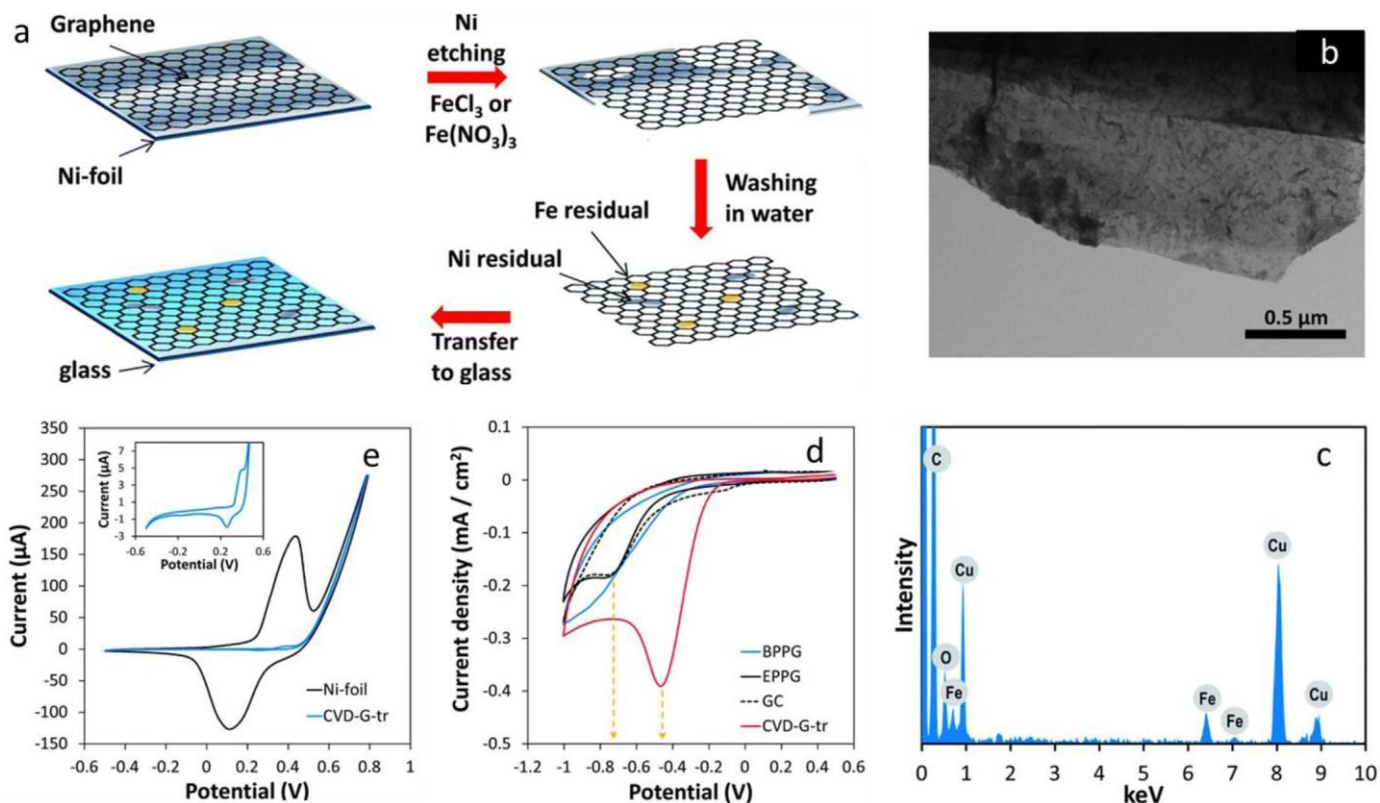 a
Graphene
Ni-foil
Ni
etching
FeCl3 or
Fe(NO3)3
Washing
in water
Fe residual
Ni residual
Transfer
to glass
glass
b
0.5 µm
e
Current (µA)
350
300
250
200
150
100
50
0
-50
-100
-150
-0.6 -0.2 0.2 0.6 1
-0.4 0 0.4 0.8
Potential (V)
Ni-foil
CVD-G-tr
Current (µA)
7
5
3
1
-1
-3
-0.6 -0.2 0.2 0.6
Potential (V)
d
Current density (mA / cm2)
0.1
0
-0.1
-0.2
-0.3
-0.4
-0.5
-1.2 -1 -0.8 -0.6 -0.4 -0.2 0 0.2 0.4 0.6
Potential (V)
BPPG
EPPG
GC
CVD-G-tr
c
Intensity
C
O
Fe
Cu
Fe
Fe
Cu
Cu
0 1 2 3 4 5 6 7 8 9 10
keV